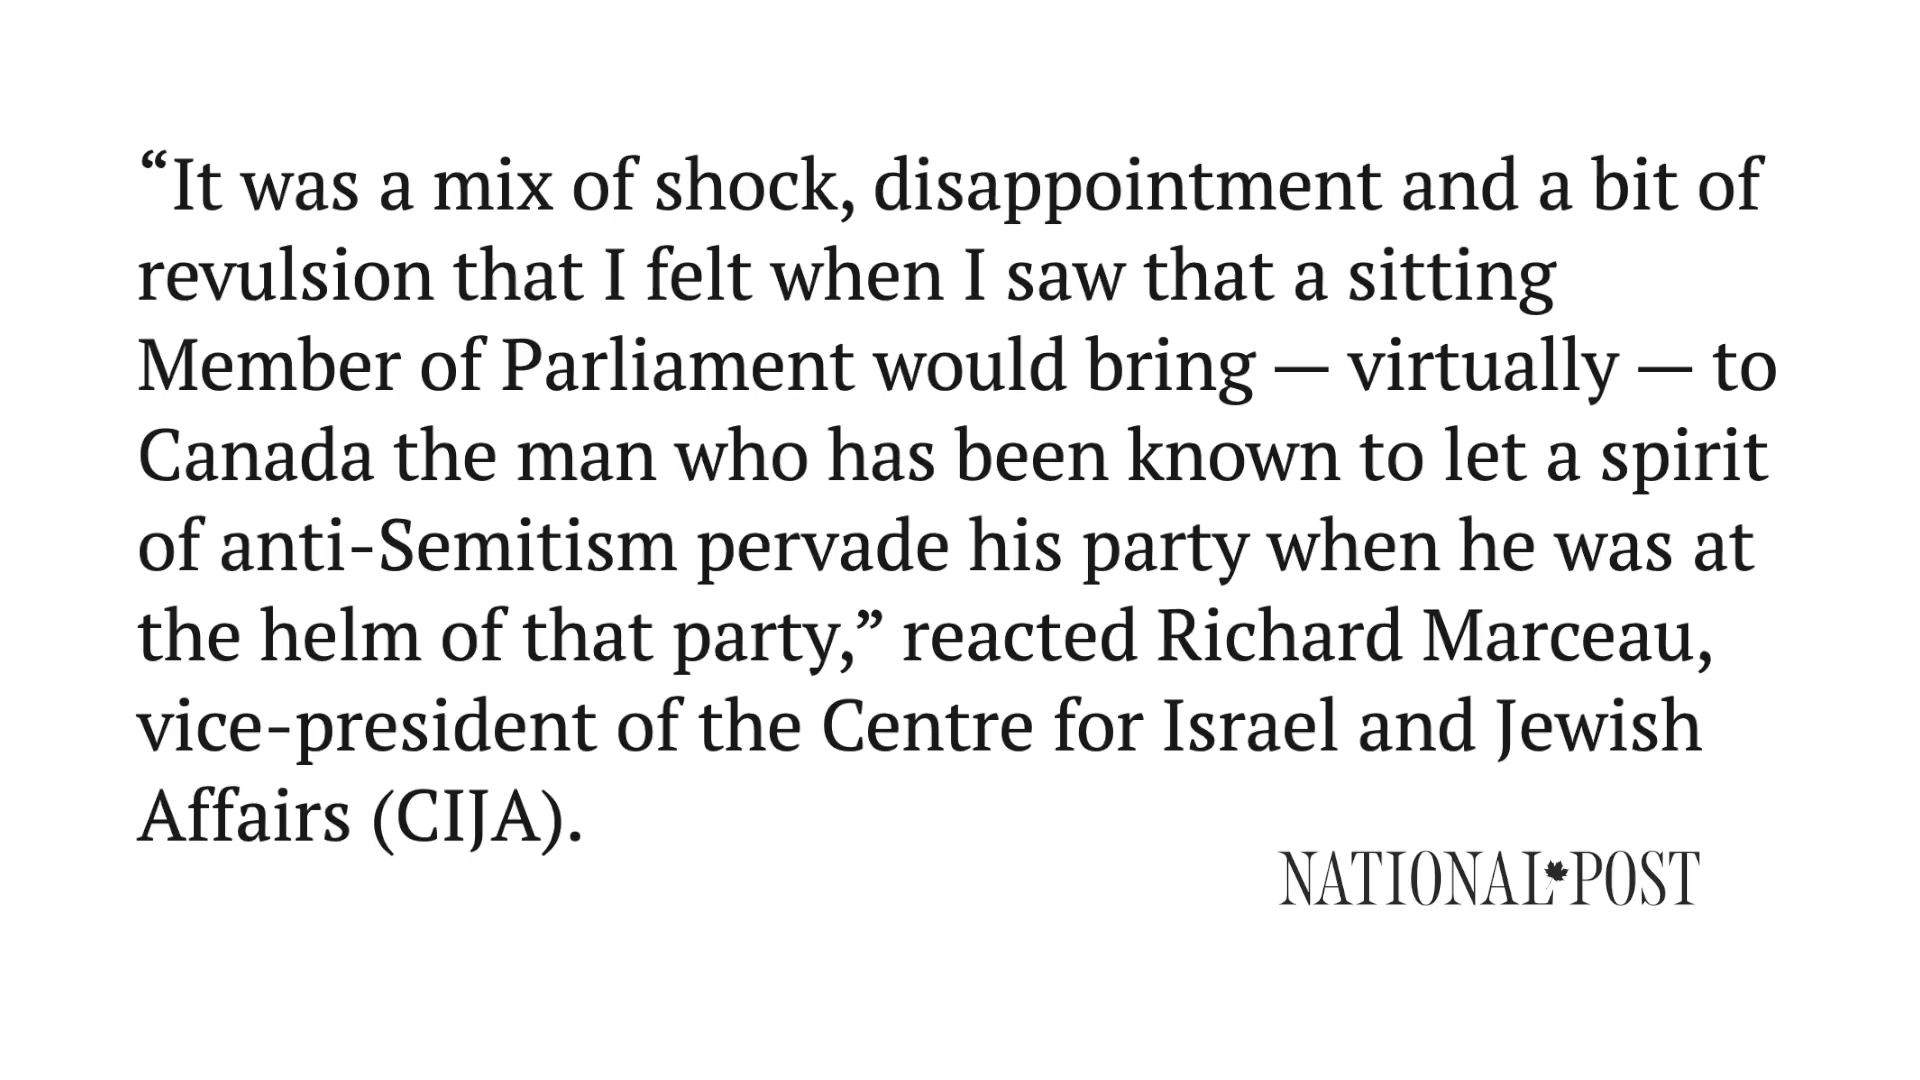 “It was a mix of shock, disappointment and a bit of
revulsion that I felt when I saw that a sitting
Member of Parliament would bring — virtually — to
Canada the man who has been known to let a spirit
of anti-Semitism pervade his party when he was at
the helm of that party,” reacted Richard Marceau,
vice-president of the Centre for Israel and Jewish
Affairs (CIJA).
NATIONAL POST